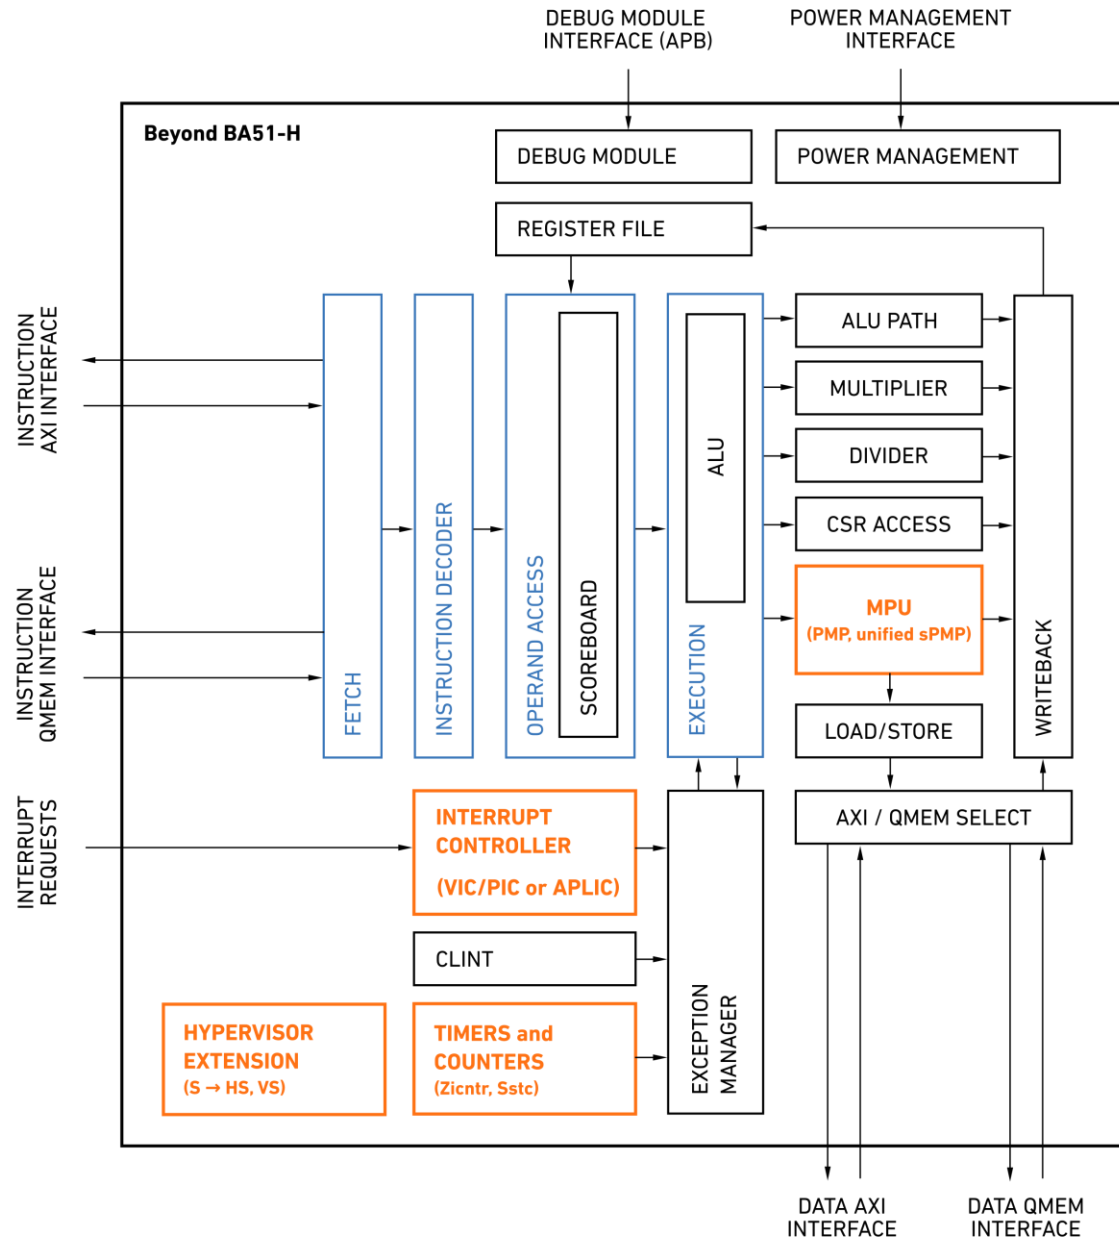 DEBUG MODULE
INTERFACE (APB)
POWER MANAGEMENT
INTERFACE
Beyond BA51-H
DEBUG MODULE
POWER MANAGEMENT
REGISTER FILE
INSTRUCTION
AXI INTERFACE
INSTRUCTION
QMEM INTERFACE
INTERRUPT
REQUESTS
FETCH
INSTRUCTION DECODER
OPERAND ACCESS
SCOREBOARD
EXECUTION
ALU
ALU PATH
MULTIPLIER
DIVIDER
CSR ACCESS
MPU
(PMP, unified sPMP)
LOAD/STORE
WRITEBACK
AXI / QMEM SELECT
INTERRUPT
CONTROLLER
(VIC/PIC or APLIC)
CLINT
HYPERVISOR
EXTENSION
(S → HS, VS)
TIMERS and
COUNTERS
(Zicntr, Sstc)
EXCEPTION
MANAGER
DATA AXI
INTERFACE
DATA QMEM
INTERFACE